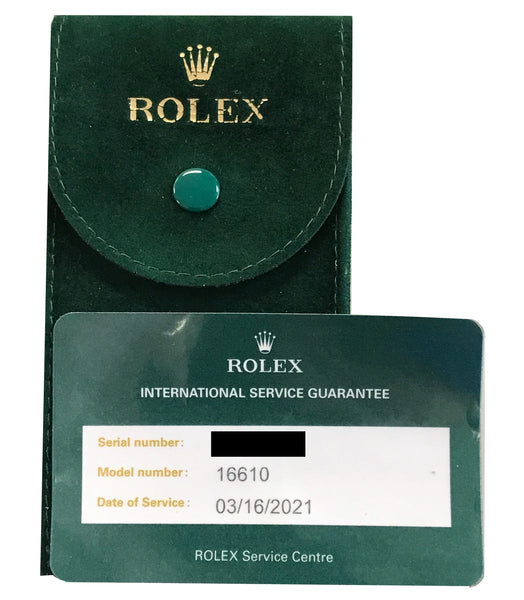 ROLEX
ROLEX
INTERNATIONAL SERVICE GUARANTEE
Serial number:
Model number: 16610
Date of Service: 03/16/2021
ROLEX Service Centre